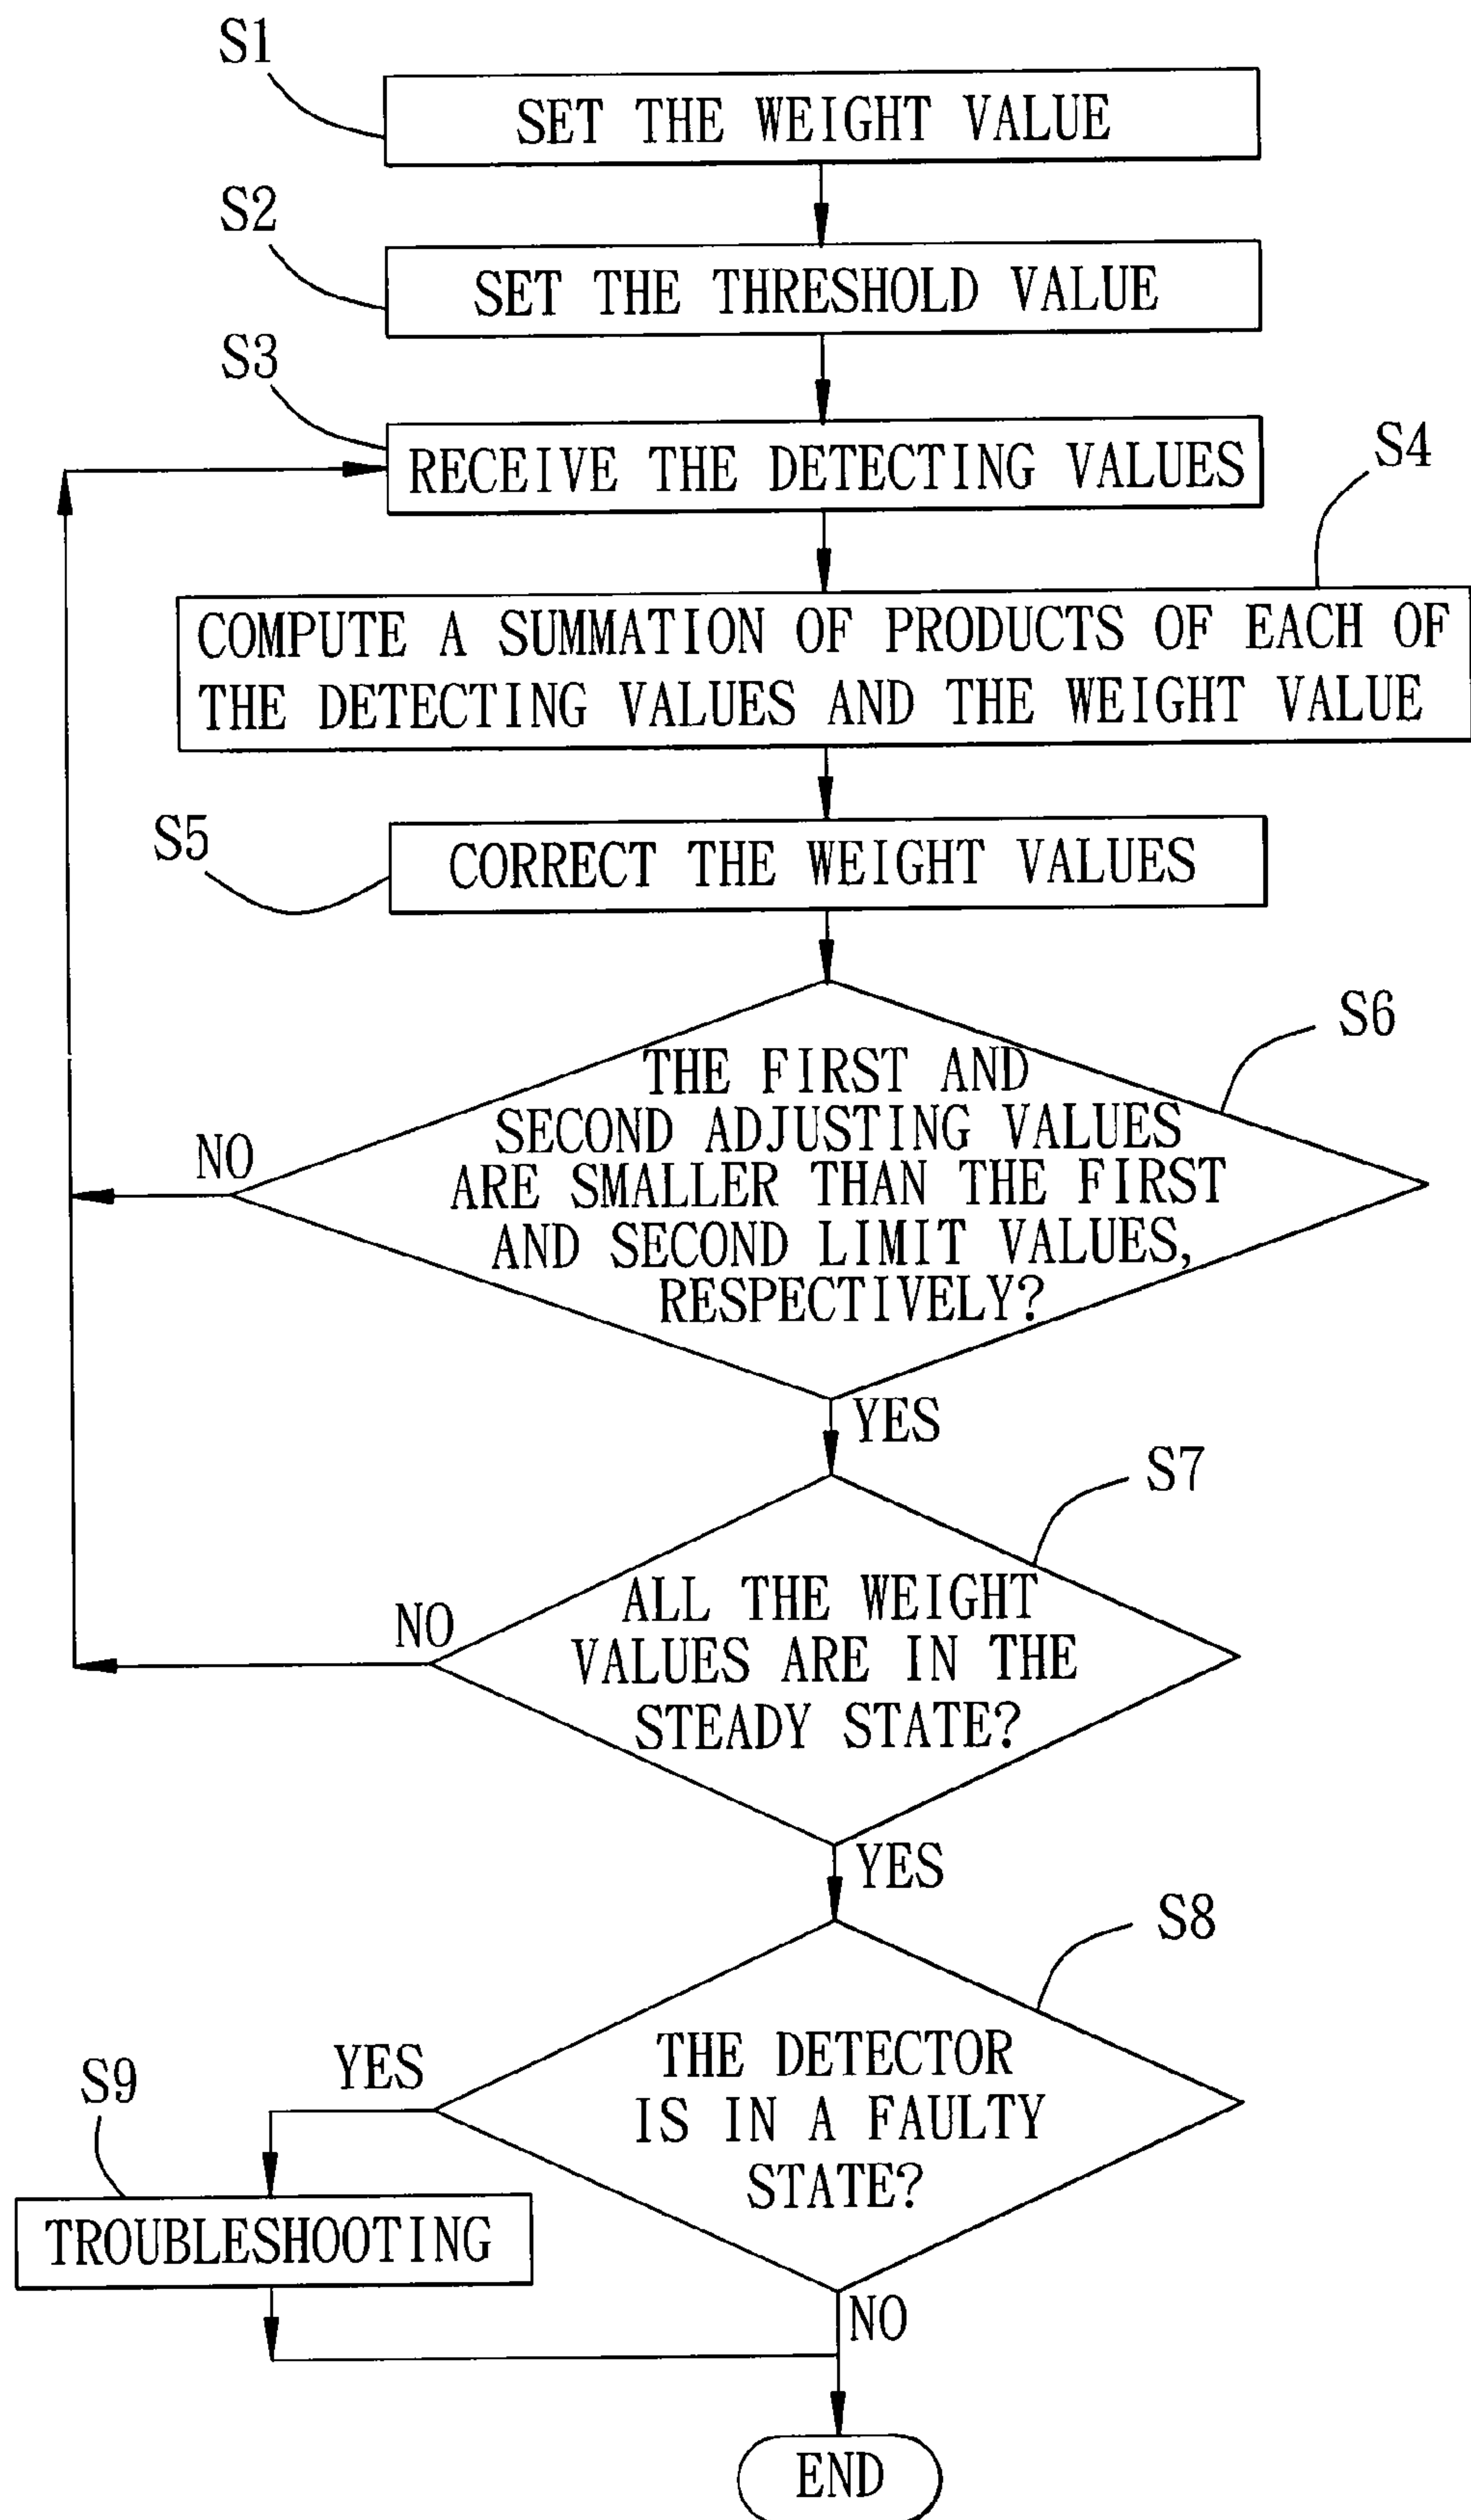 S1
SET THE WEIGHT VALUE
S2
SET THE THRESHOLD VALUE
S3
RECEIVE THE DETECTING VALUES
S4
COMPUTE A SUMMATION OF PRODUCTS OF EACH OF
THE DETECTING VALUES AND THE WEIGHT VALUE
S5
CORRECT THE WEIGHT VALUES
S6
THE FIRST AND
SECOND ADJUSTING VALUES
ARE SMALLER THAN THE FIRST
AND SECOND LIMIT VALUES,
RESPECTIVELY?
NO
YES
S7
ALL THE WEIGHT
VALUES ARE IN THE
STEADY STATE?
NO
YES
S8
THE DETECTOR
IS IN A FAULTY
STATE?
YES
S9
TROUBLESHOOTING
NO
END